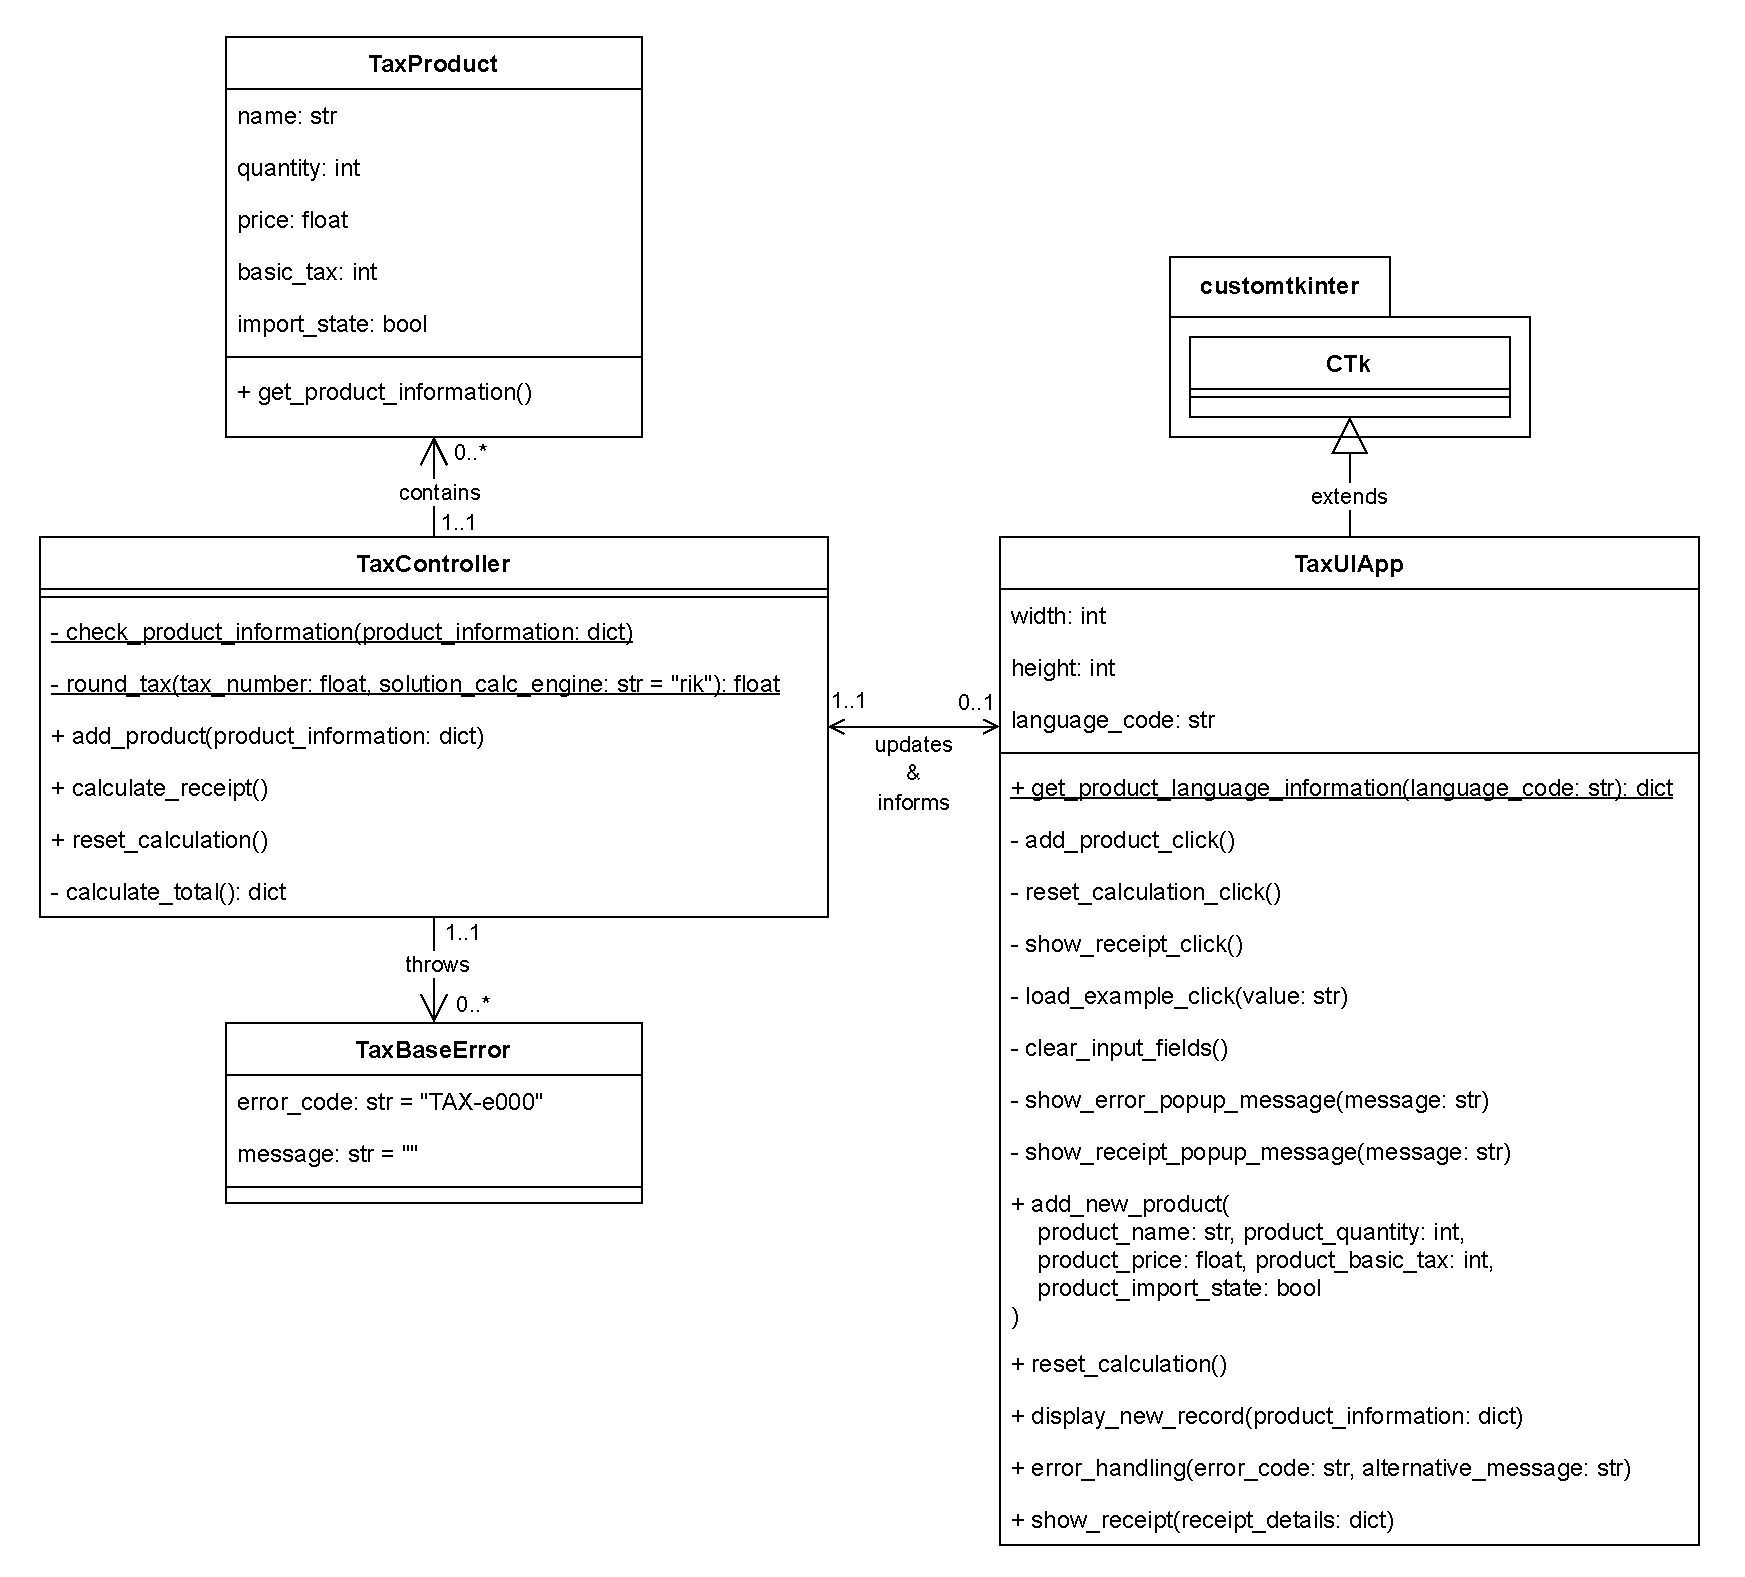 TaxProduct
name: str
quantity: int
price: float
basic_tax: int
import_state: bool
+ get_product_information()
0..*
contains
1..1
TaxController
- check_product_information(product_information: dict)
- round_tax(tax_number: float, solution_calc_engine: str = "rik"): float
+ add_product(product_information: dict)
+ calculate_receipt()
+ reset_calculation()
- calculate_total(): dict
1..1
throws
0..*
TaxBaseError
error_code: str = "TAX-e000"
message: str = ""
1..1
0..1
updates
&
informs
customtkinter
CTk
extends
TaxUIApp
width: int
height: int
language_code: str
+ get_product_language_information(language_code: str): dict
- add_product_click()
- reset_calculation_click()
- show_receipt_click()
- load_example_click(value: str)
- clear_input_fields()
- show_error_popup_message(message: str)
- show_receipt_popup_message(message: str)
+ add_new_product(
product_name: str, product_quantity: int,
product_price: float, product_basic_tax: int,
product_import_state: bool
)
+ reset_calculation()
+ display_new_record(product_information: dict)
+ error_handling(error_code: str, alternative_message: str)
+ show_receipt(receipt_details: dict)